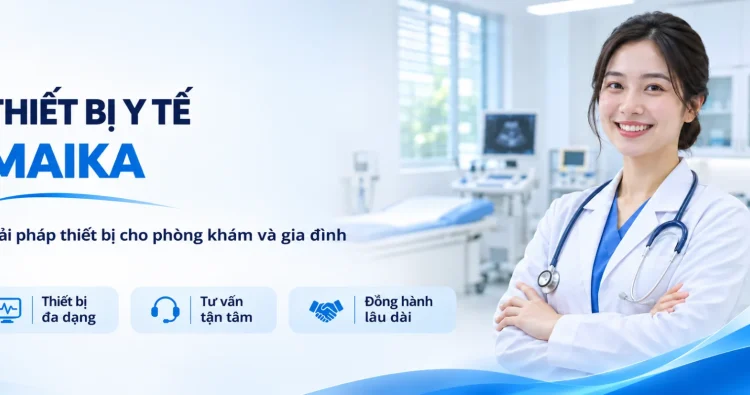 THIẾT BỊ Y TẾ
MAIKA
ải pháp thiết bị cho phòng khám và gia đình
Thiết bị
đa dạng
Tư vấn
tận tâm
Đồng hành
lâu dài